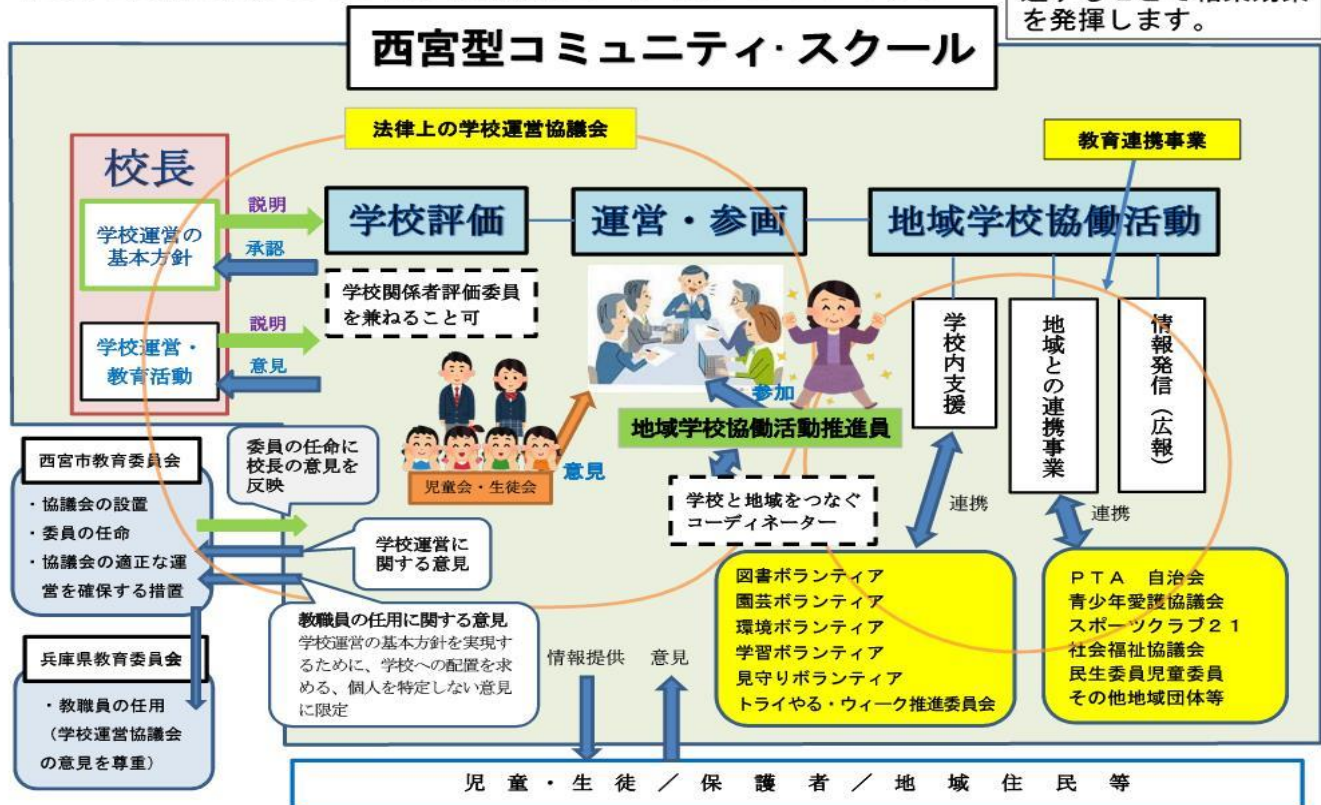 を発揮します。
西宮型コミュニティ・スクール
法律上の学校運営協議会
教育連携事業
校長
学校運営の
基本方針
説明
承認
学校評価
運営・参画
地域学校協働活動
学校関係者評価委員
を兼ねること可
学校運営・
教育活動
説明
意見
参加
地域学校協働活動推進員
意見
児童会・生徒会
学校と地域をつなぐ
コーディネーター
学校内支援
地域との連携事業
情報発信（広報）
連携
連携
西宮市教育委員会
・協議会の設置
・委員の任命
・協議会の適正な運
営を確保する措置
委員の任命に
校長の意見を
反映
学校運営に
関する意見
教職員の任用に関する意見
学校運営の基本方針を実現す
るために、学校への配置を求
める、個人を特定しない意見
に限定
兵庫県教育委員会
・教職員の任用
（学校運営協議会
の意見を尊重）
情報提供
意見
図書ボランティア
園芸ボランティア
環境ボランティア
学習ボランティア
見守りボランティア
トライやる・ウィーク推進委員会
ＰＴＡ　自治会
青少年愛護協議会
スポーツクラブ２１
社会福祉協議会
民生委員児童委員
その他地域団体等
児童・生徒／保護者／地域住民等